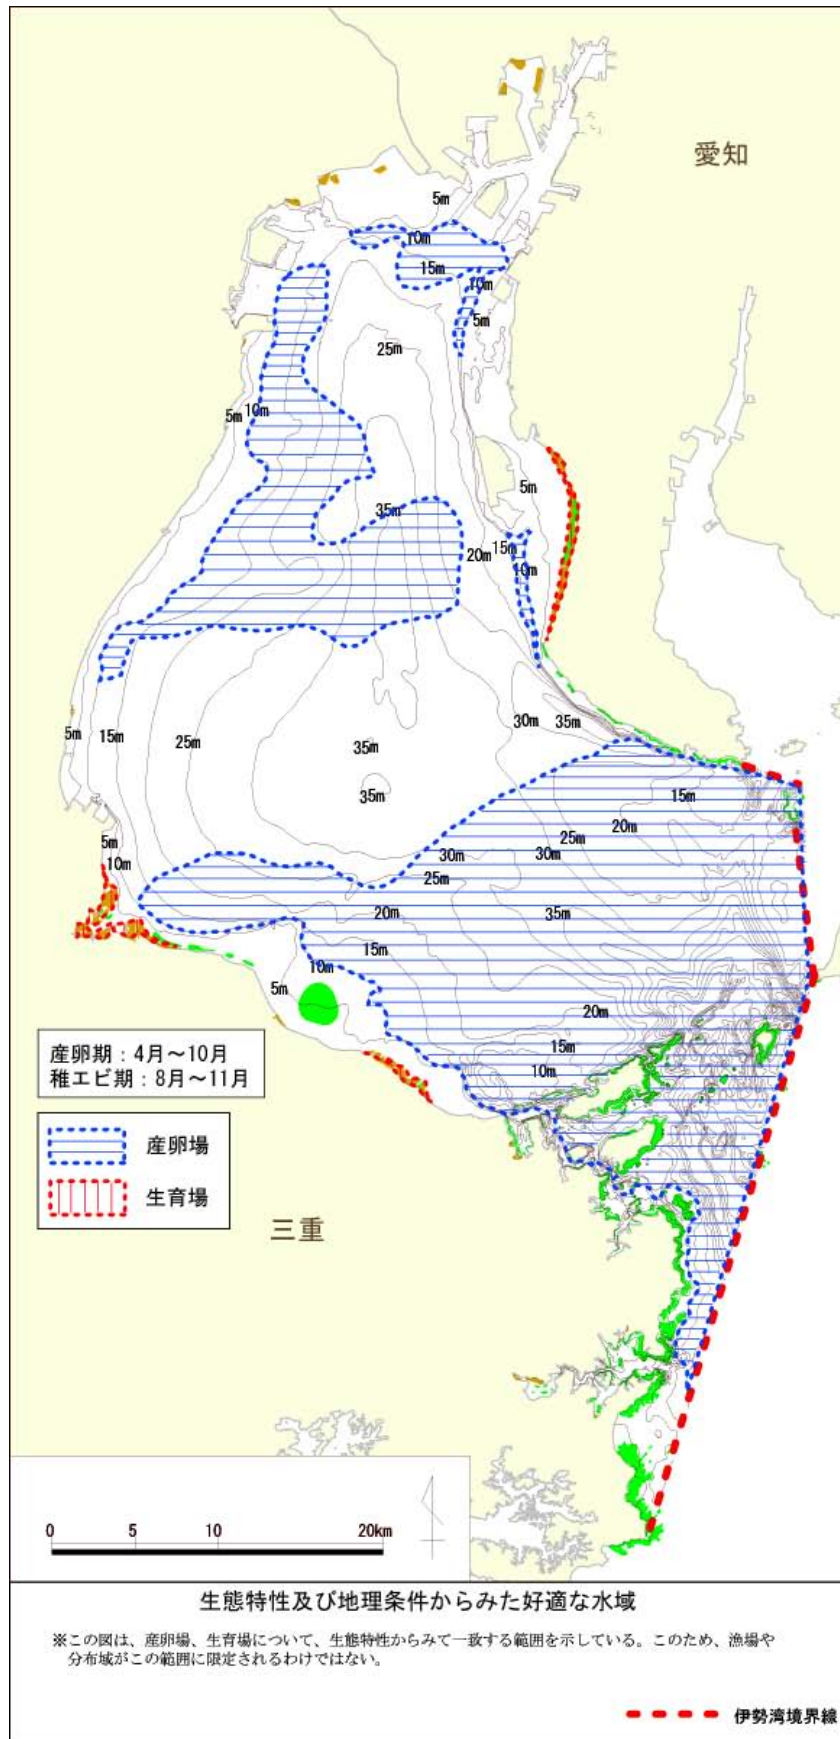 愛知
5m
10m
15m
10m
5m
25m
5m
10m
5m
35m
20m
15m
10m
30m
35m
5m
15m
25m
35m
15m
35m
20m
25m
5m
30m
30m
10m
25m
20m
35m
15m
10m
5m
20m
15m
10m
産卵期:4月~10月
稚エビ期:8月~11月
産卵場
生育場
三重
0 5 10 20km
生態特性及び地理条件からみた好適な水域
※この図は、産卵場、生育場について、生態特性からみて一致する範囲を示している。このため、漁場や
分布域がこの範囲に限定されるわけではない。
伊勢湾境界線